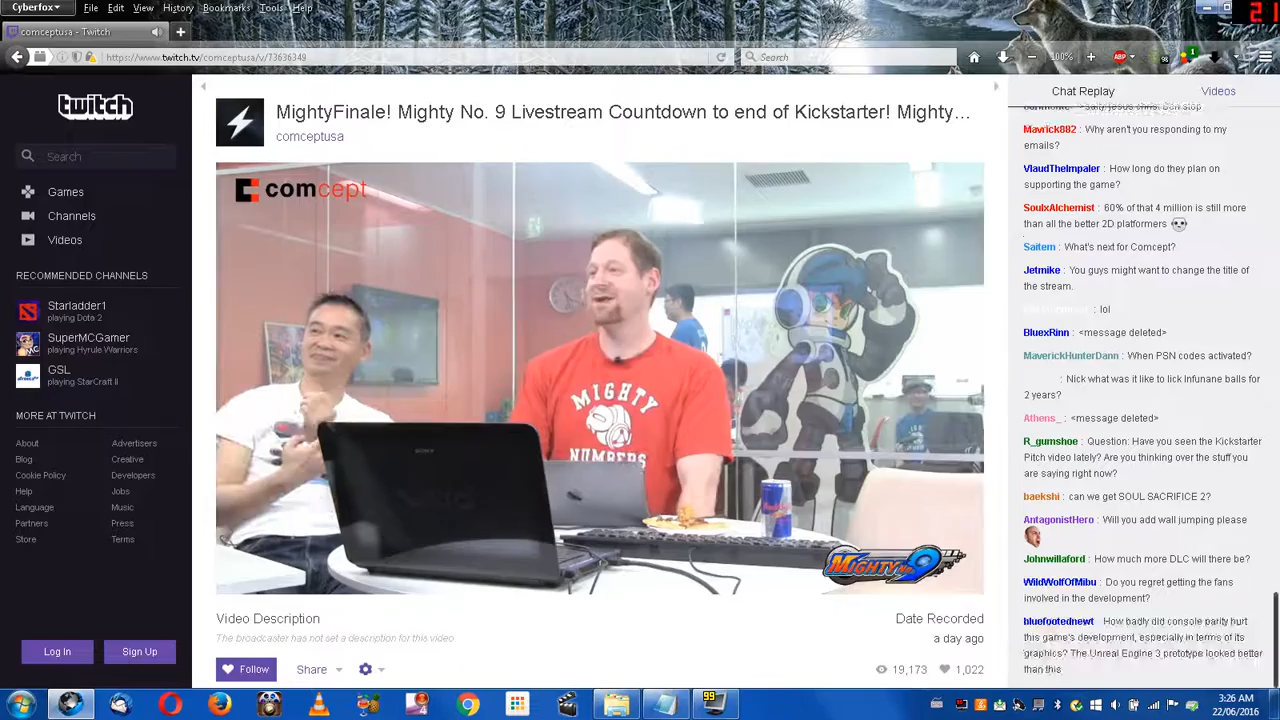 Cyberfox
File Edit View History Bookmarks Tools Help
21
comceptusa - Twitch
https://www.twitch.tv/comceptusa/v/73636349
Search
100%
ABP
1
98
twitch
Search
Games
Channels
Videos
RECOMMENDED CHANNELS
Starladder1
playing Dota 2
SuperMCGamer
playing Hyrule Warriors
GSL
playing StarCraft II
MORE AT TWITCH
About Advertisers
Blog Creative
Cookie Policy Developers
Help Jobs
Language Music
Partners Press
Store Terms
Log In Sign Up
MightyFinale! Mighty No. 9 Livestream Countdown to end of Kickstarter! Mighty...
comceptusa
comcept
MIGHTY
NUMBERS
SONY
Red Bull
MIGHTY No. 9
Video Description
The broadcaster has not set a description for this video
Date Recorded
a day ago
Follow Share
19,173 1,022
Chat Replay Videos
Mavrick882 : Why aren't you responding to my
emails?
VlaudTheImpaler : How long do they plan on
supporting the game?
SoulxAlchemist : 60% of that 4 million is still more
than all the better 2D platformers
Saitem : What's next for Comcept?
Jetmike : You guys might want to change the title of
the stream.
: lol
BluexRinn : <message deleted>
MaverickHunterDann : When PSN codes activated?
: Nick what was it like to lick Infunane balls for
2 years?
Athens_ : <message deleted>
R_gumshoe : Question: Have you seen the Kickstarter
Pitch video lately? Are you thinking over the stuff you
are saying right now?
baekshi : can we get SOUL SACRIFICE 2?
AntagonistHero : Will you add wall jumping please
Johnwillaford : How much more DLC will there be?
WildWolfOfMibu : Do you regret getting the fans
involved in the development?
bluefootednewt : How badly did console parity hurt
this game's development, especially in terms of its
graphics? The Unreal Engine 3 prototype looked better
than this
99
3:26 AM
22/06/2016